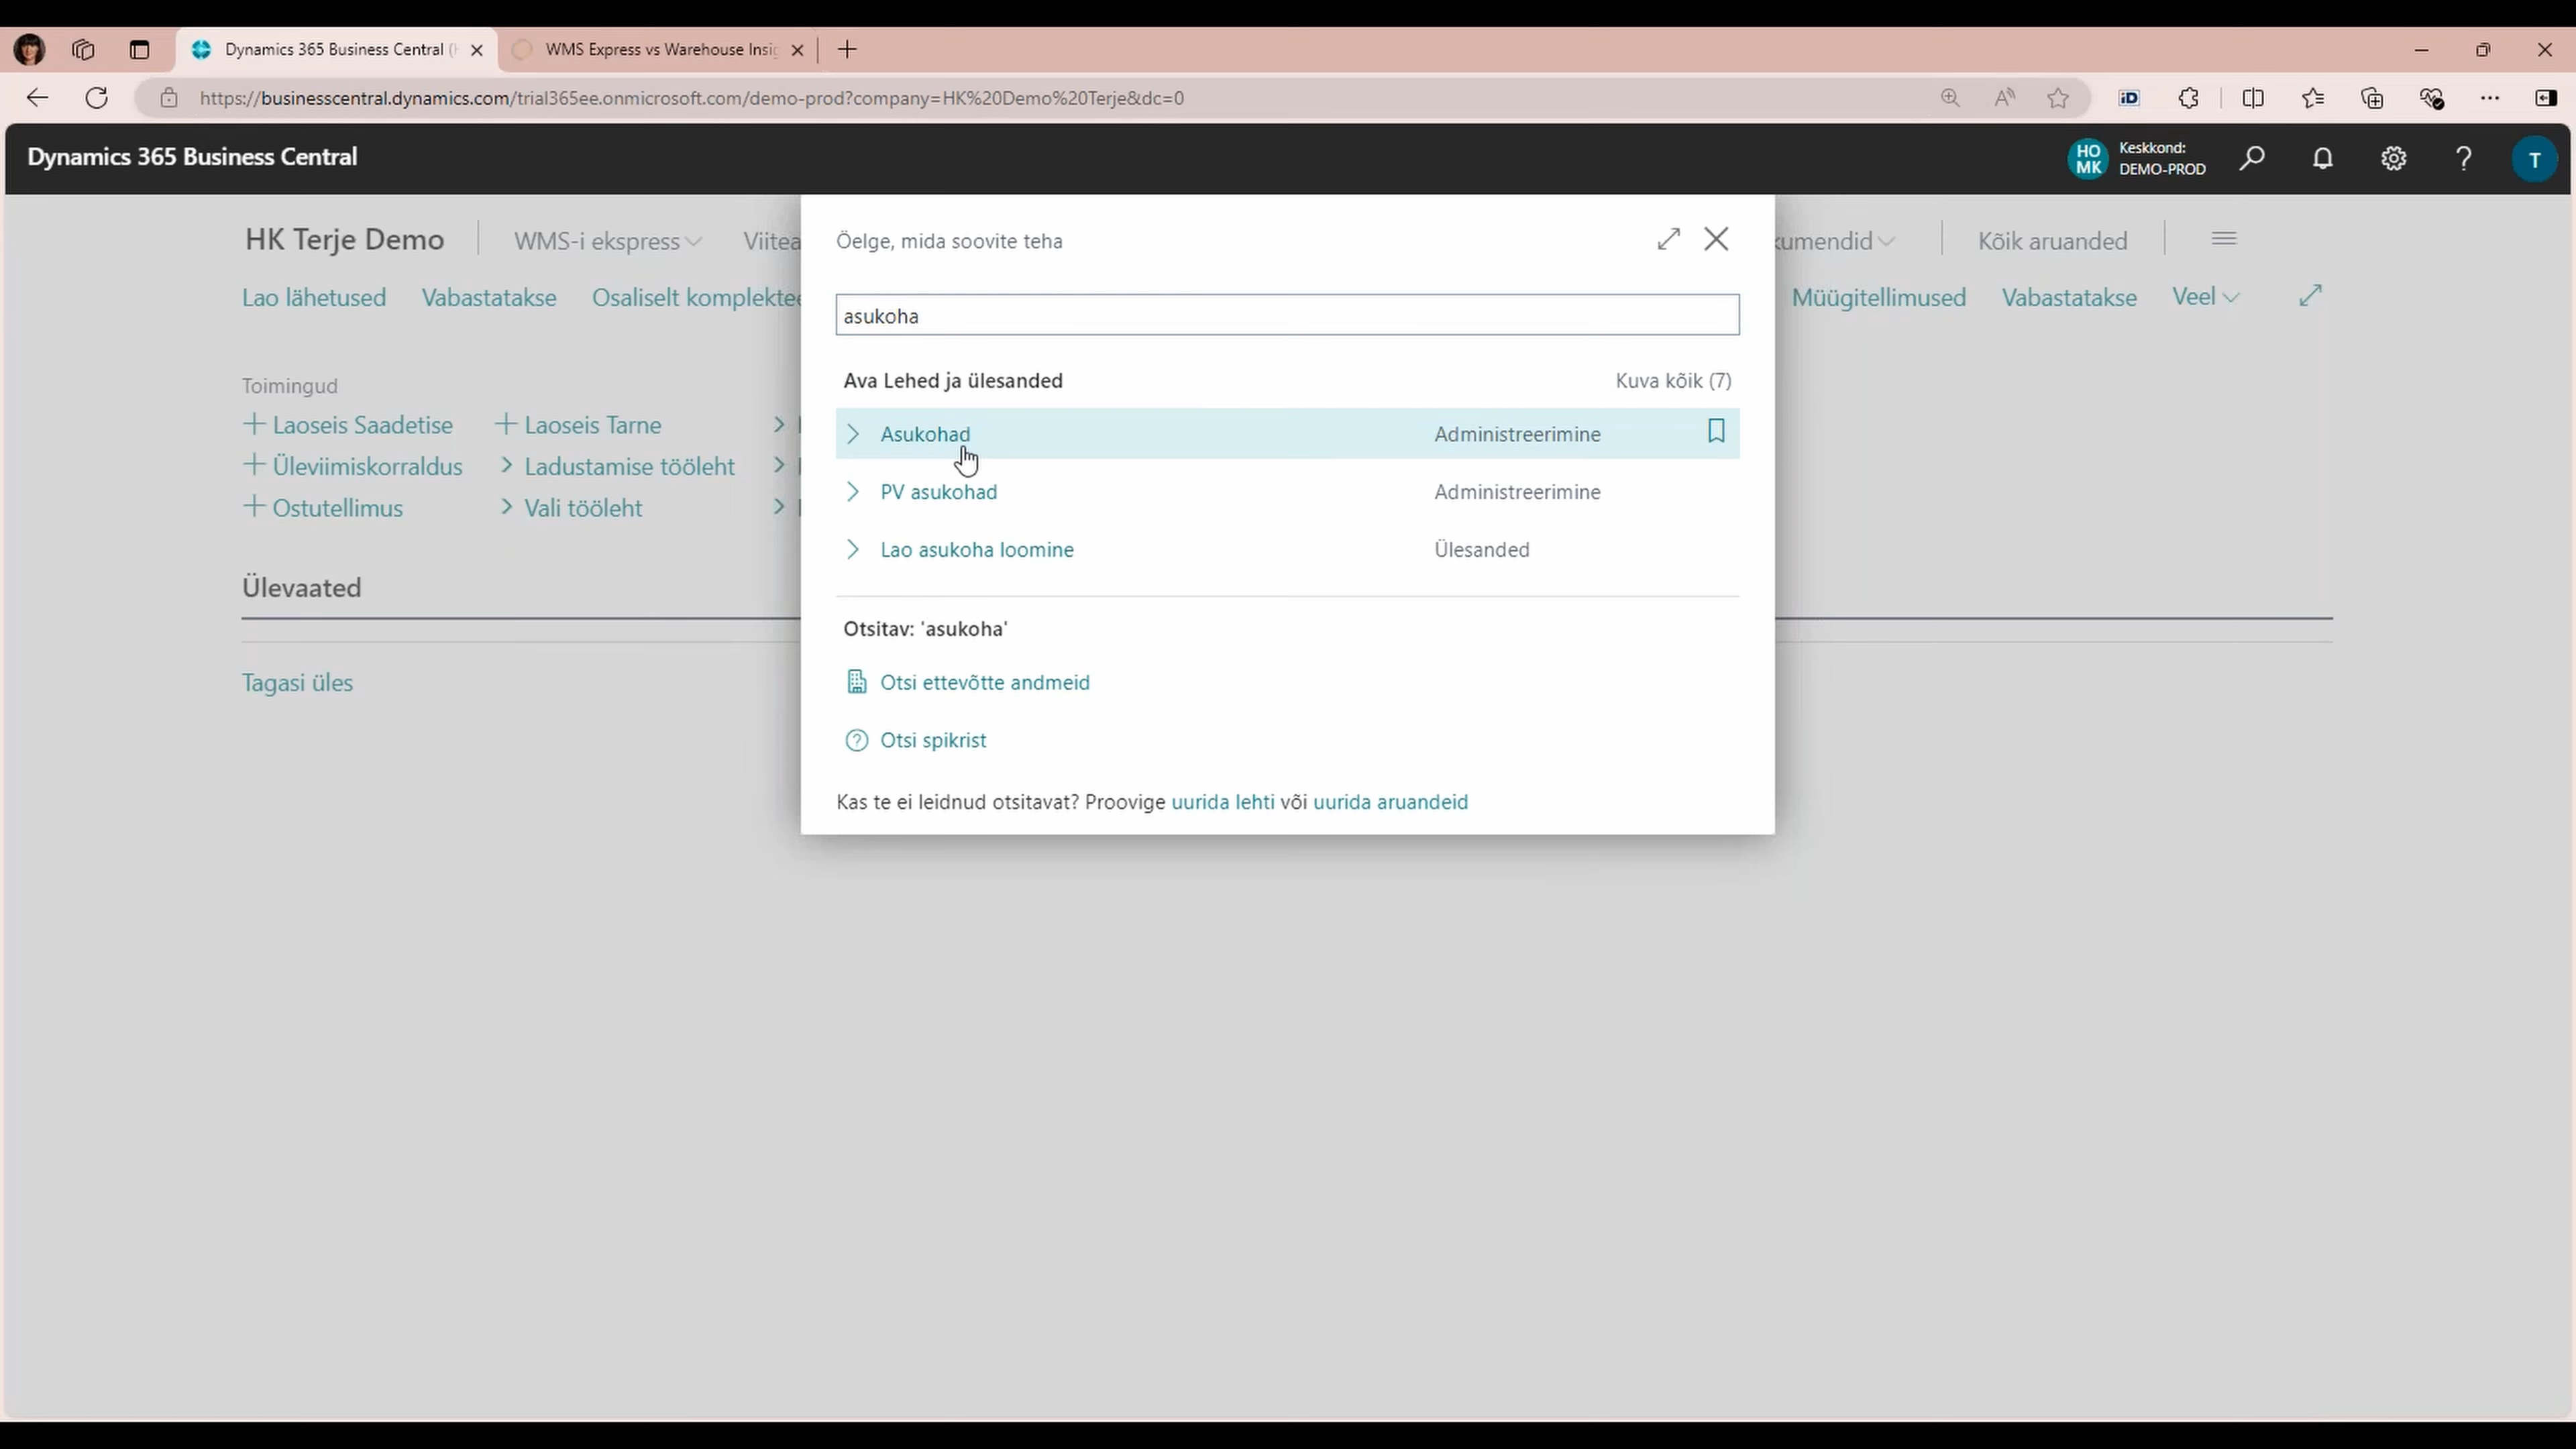 Dynamics 365 Business Central (
WMS Express vs Warehouse Insi
https://businesscentral.dynamics.com/trial365ee.onmicrosoft.com/demo-prod?company=HK%20Demo%20Terje&dc=0
Dynamics 365 Business Central
HO
MK
Keskkond:
DEMO-PROD
T
HK Terje Demo
WMS-i ekspress
Viitea
kumendid
Kõik aruanded
Lao lähetused
Vabastatakse
Osaliselt komplektee
Müügitellimused
Vabastatakse
Veel
Toimingud
Laoseis Saadetise
Laoseis Tarne
Üleviimiskorraldus
Ladustamise tööleht
Ostutellimus
Vali tööleht
Ülevaated
Tagasi üles
Öelge, mida soovite teha
asukoha
Ava Lehed ja ülesanded
Kuva kõik (7)
Asukohad
Administreerimine
PV asukohad
Administreerimine
Lao asukoha loomine
Ülesanded
Otsitav: 'asukoha'
Otsi ettevõtte andmeid
Otsi spikrist
Kas te ei leidnud otsitavat? Proovige uurida lehti või uurida aruandeid